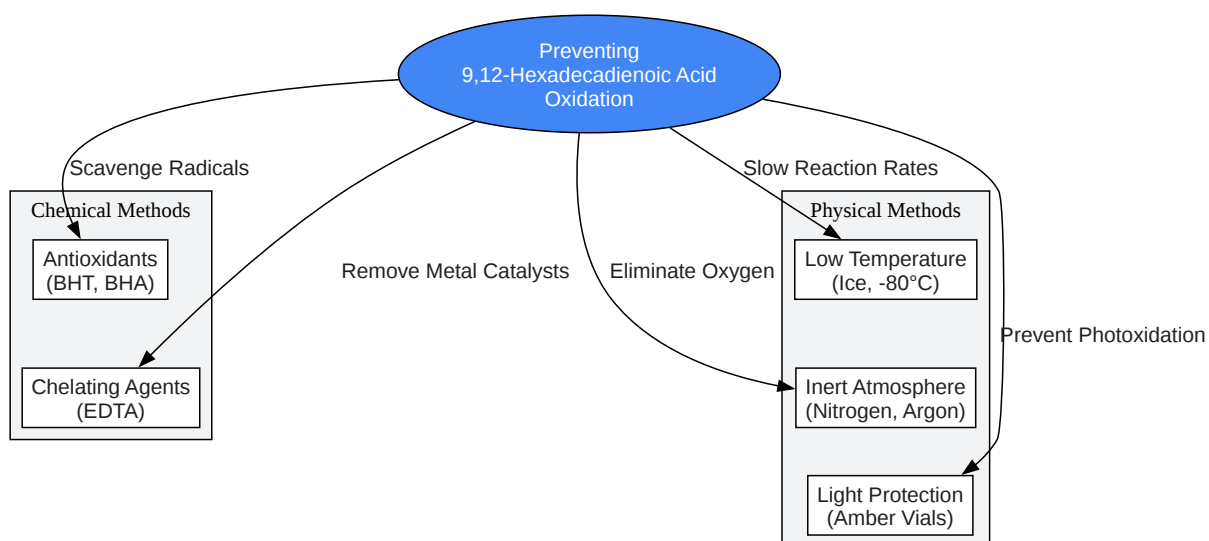 Preventing
9,12-Hexadecadienoic Acid
Oxidation
Scavenge Radicals
Slow Reaction Rates
Chemical Methods
Physical Methods
Antioxidants
(BHT, BHA)
Low Temperature
(Ice, -80°C)
Remove Metal Catalysts
Eliminate Oxygen
Prevent Photoxidation
Chelating Agents
(EDTA)
Inert Atmosphere
(Nitrogen, Argon)
Light Protection
(Amber Vials)